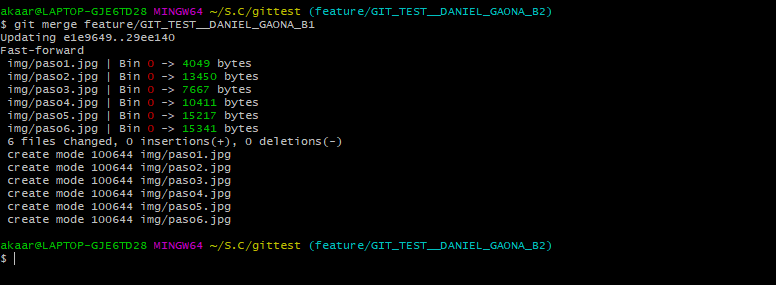 akaar@LAPTOP-GJE6TD28 MINGW64 ~/S.C/gittest (feature/GIT_TEST__DANIEL_GAONA_B2)
$ git merge feature/GIT_TEST__DANIEL_GAONA_B1
Updating e1e9649..29ee140
Fast-forward
 img/paso1.jpg | Bin 0 -> 4049 bytes
 img/paso2.jpg | Bin 0 -> 13450 bytes
 img/paso3.jpg | Bin 0 -> 7667 bytes
 img/paso4.jpg | Bin 0 -> 10411 bytes
 img/paso5.jpg | Bin 0 -> 15217 bytes
 img/paso6.jpg | Bin 0 -> 15341 bytes
 6 files changed, 0 insertions(+), 0 deletions(-)
 create mode 100644 img/paso1.jpg
 create mode 100644 img/paso2.jpg
 create mode 100644 img/paso3.jpg
 create mode 100644 img/paso4.jpg
 create mode 100644 img/paso5.jpg
 create mode 100644 img/paso6.jpg
akaar@LAPTOP-GJE6TD28 MINGW64 ~/S.C/gittest (feature/GIT_TEST__DANIEL_GAONA_B2)
$